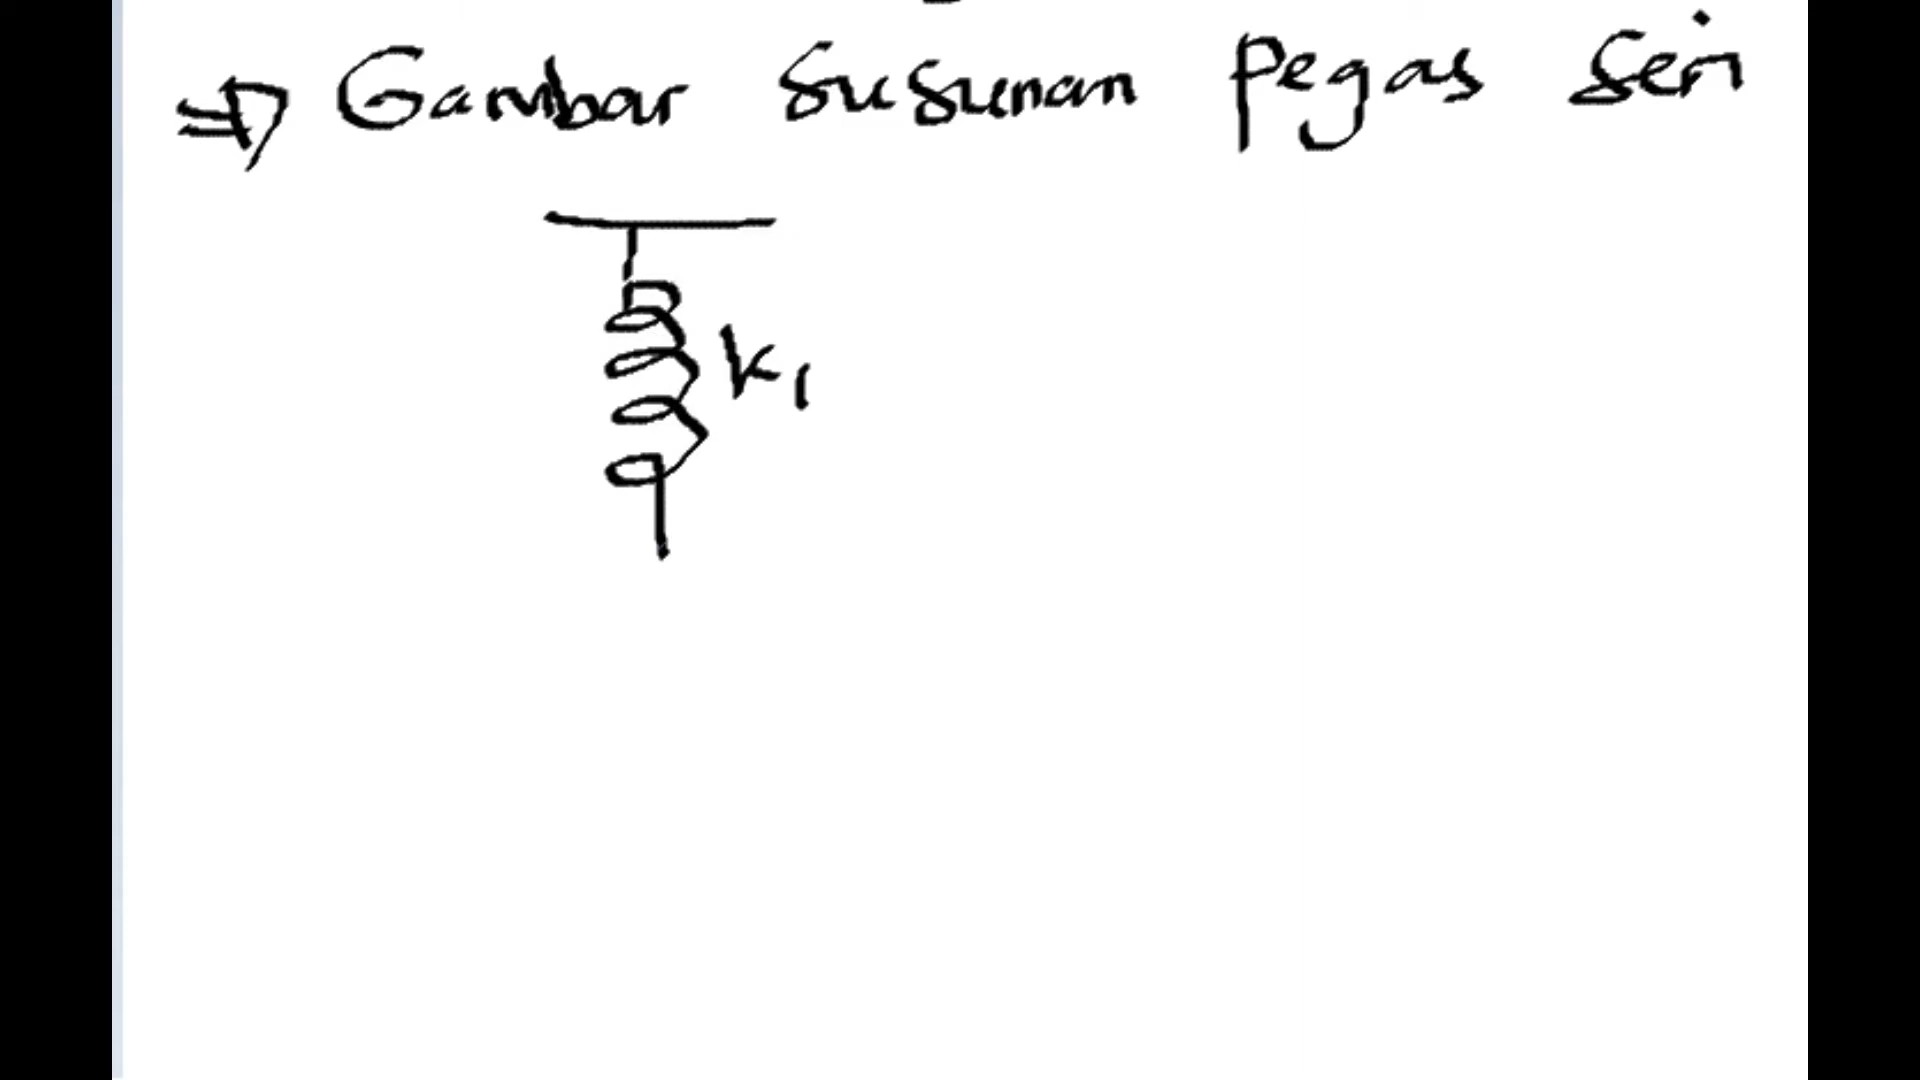 ⇒ Gambar Susunan Pegas Seri
k₁